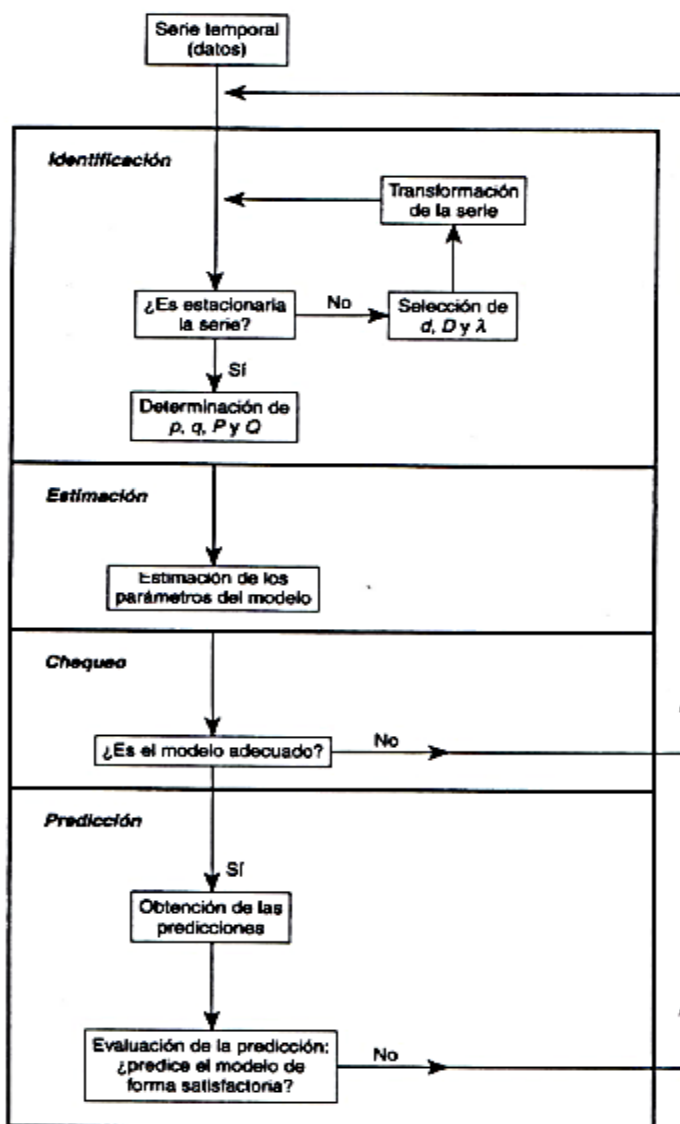 Serie temporal
(datos)
Identificación
Transformación
de la serie
¿Es estacionaria
la serie?
No
Selección de
d, D y λ
Sí
Determinación de
p, q, P y Q
Estimación
Estimación de los
parámetros del modelo
Chequeo
¿Es el modelo adecuado?
No
Predicción
Sí
Obtención de las
predicciones
Evaluación de la predicción:
¿predice el modelo de
forma satisfactoria?
No